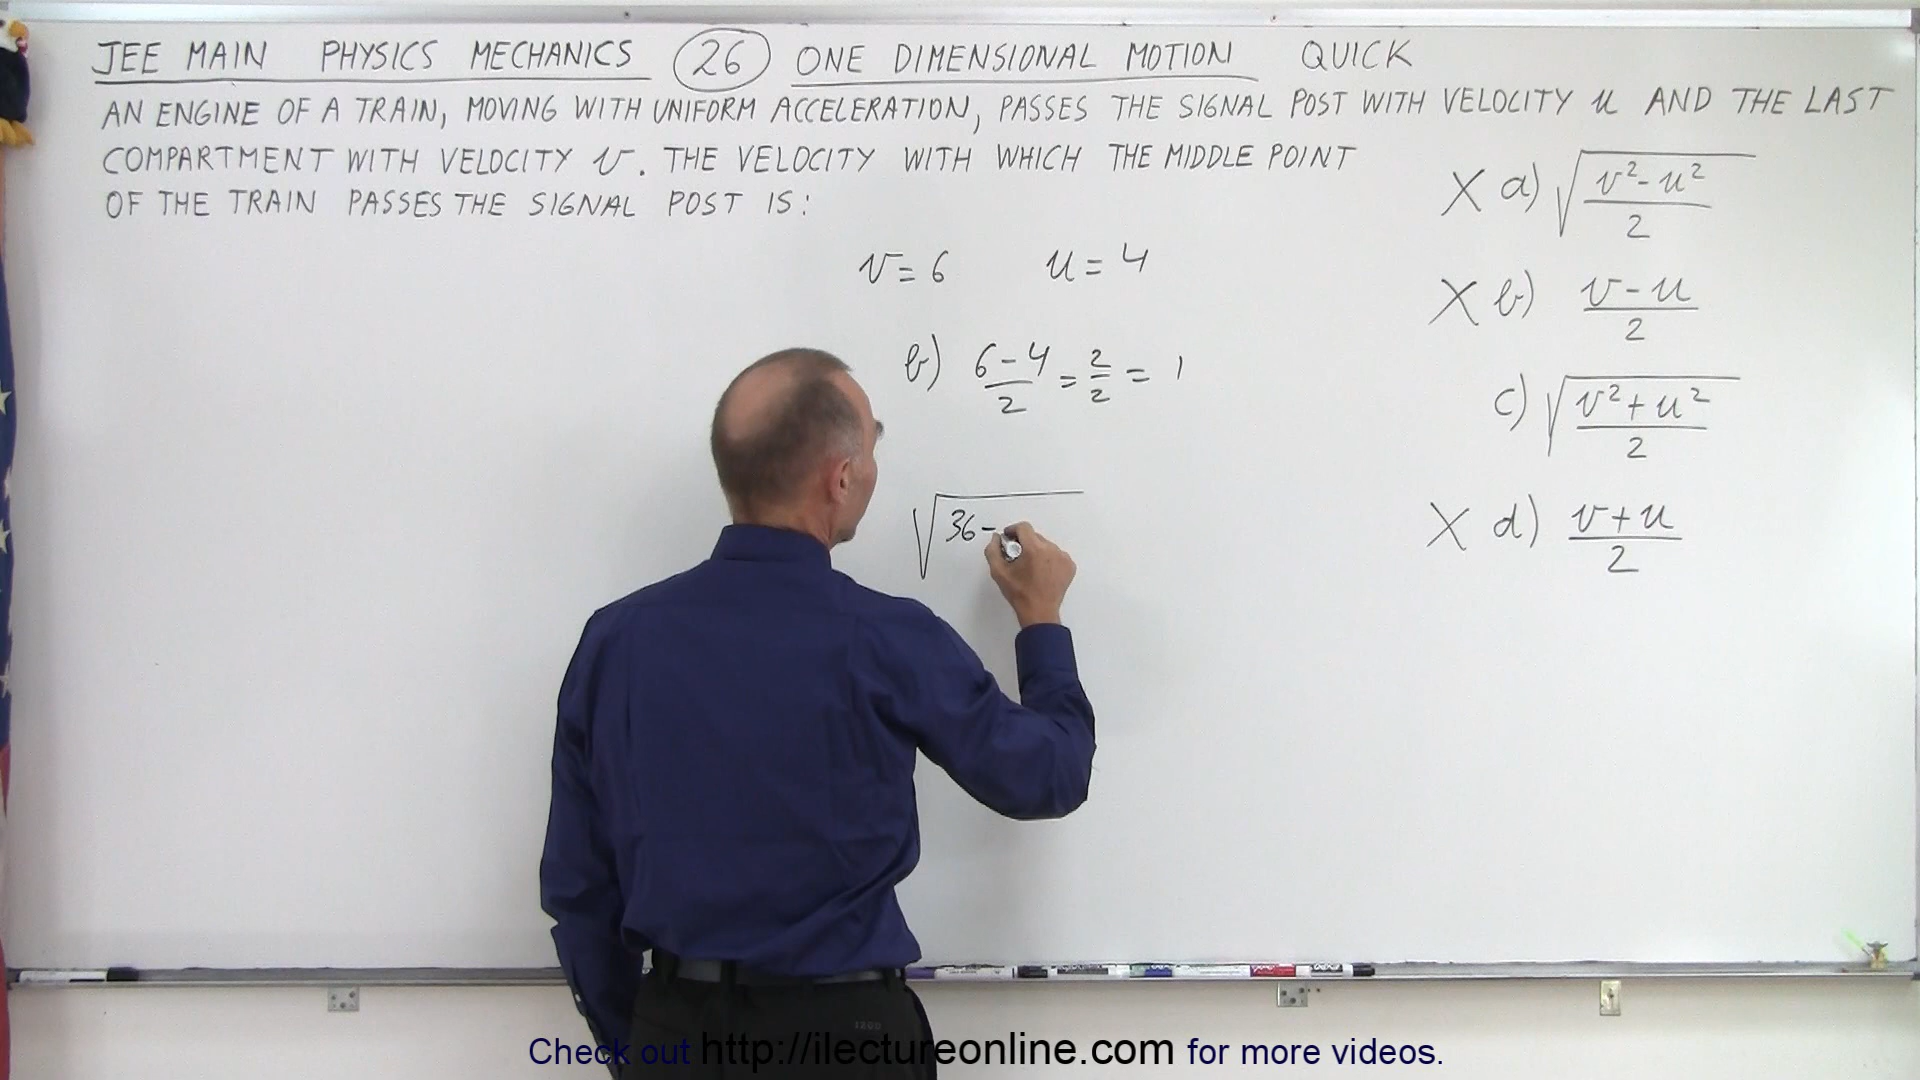 JEE MAIN PHYSICS MECHANICS 26 ONE DIMENSIONAL MOTION QUICK
AN ENGINE OF A TRAIN, MOVING WITH UNIFORM ACCELERATION, PASSES THE SIGNAL POST WITH VELOCITY u AND THE LAST
COMPARTMENT WITH VELOCITY v. THE VELOCITY WITH WHICH THE MIDDLE POINT
OF THE TRAIN PASSES THE SIGNAL POST IS:
X a) √((v²-u²)/2)
v=6 u=4
X b) (v-u)/2
b) (6-4)/2 = 2/2 = 1
c) √((v²+u²)/2)
√(36-
X d) (v+u)/2
Check out http://ilectureonline.com for more videos.